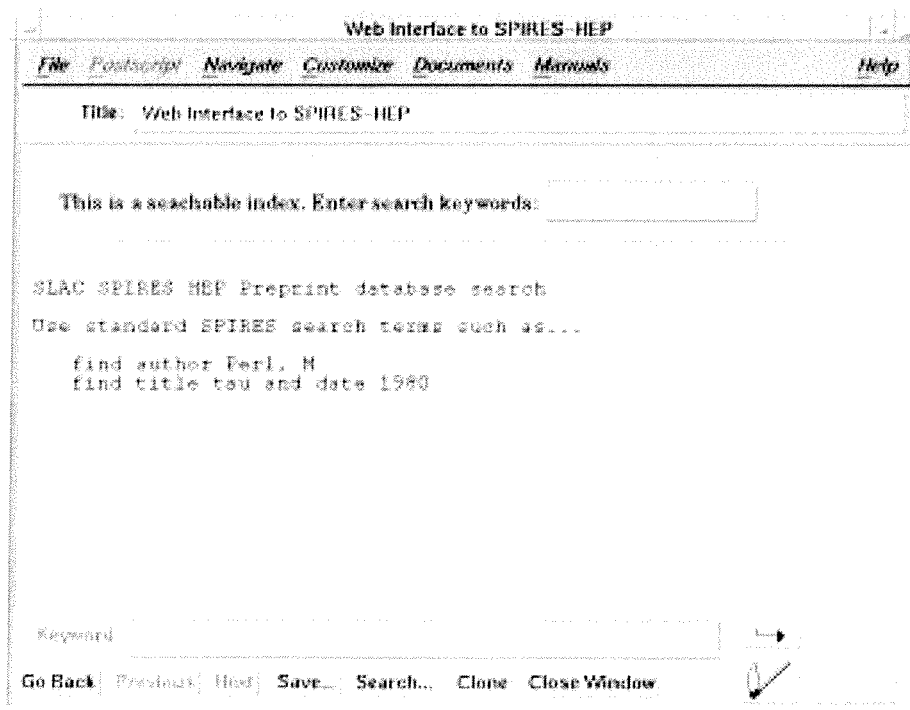 Web Interface to SPIRES-HEP
File Postscript Navigate Customize Documents Manuals Help
Title: Web Interface to SPIRES-HEP
This is a seachable index. Enter search keywords:
SLAC SPIRES HEP Preprint database search
Use standard SPIRES search terms such as...
find author Perl, M
find title tau and date 1980
Keyword
Go Back Previous Next Save... Search... Clone Close Window